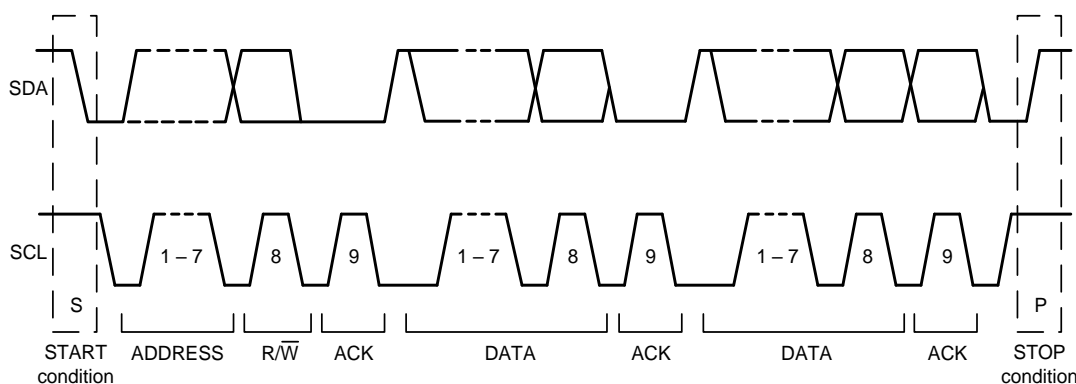 SDA
SCL
1 – 7
8
9
1 – 7
8
9
1 – 7
8
9
S
P
START
condition
ADDRESS
R/W̅
ACK
DATA
ACK
DATA
ACK
STOP
condition